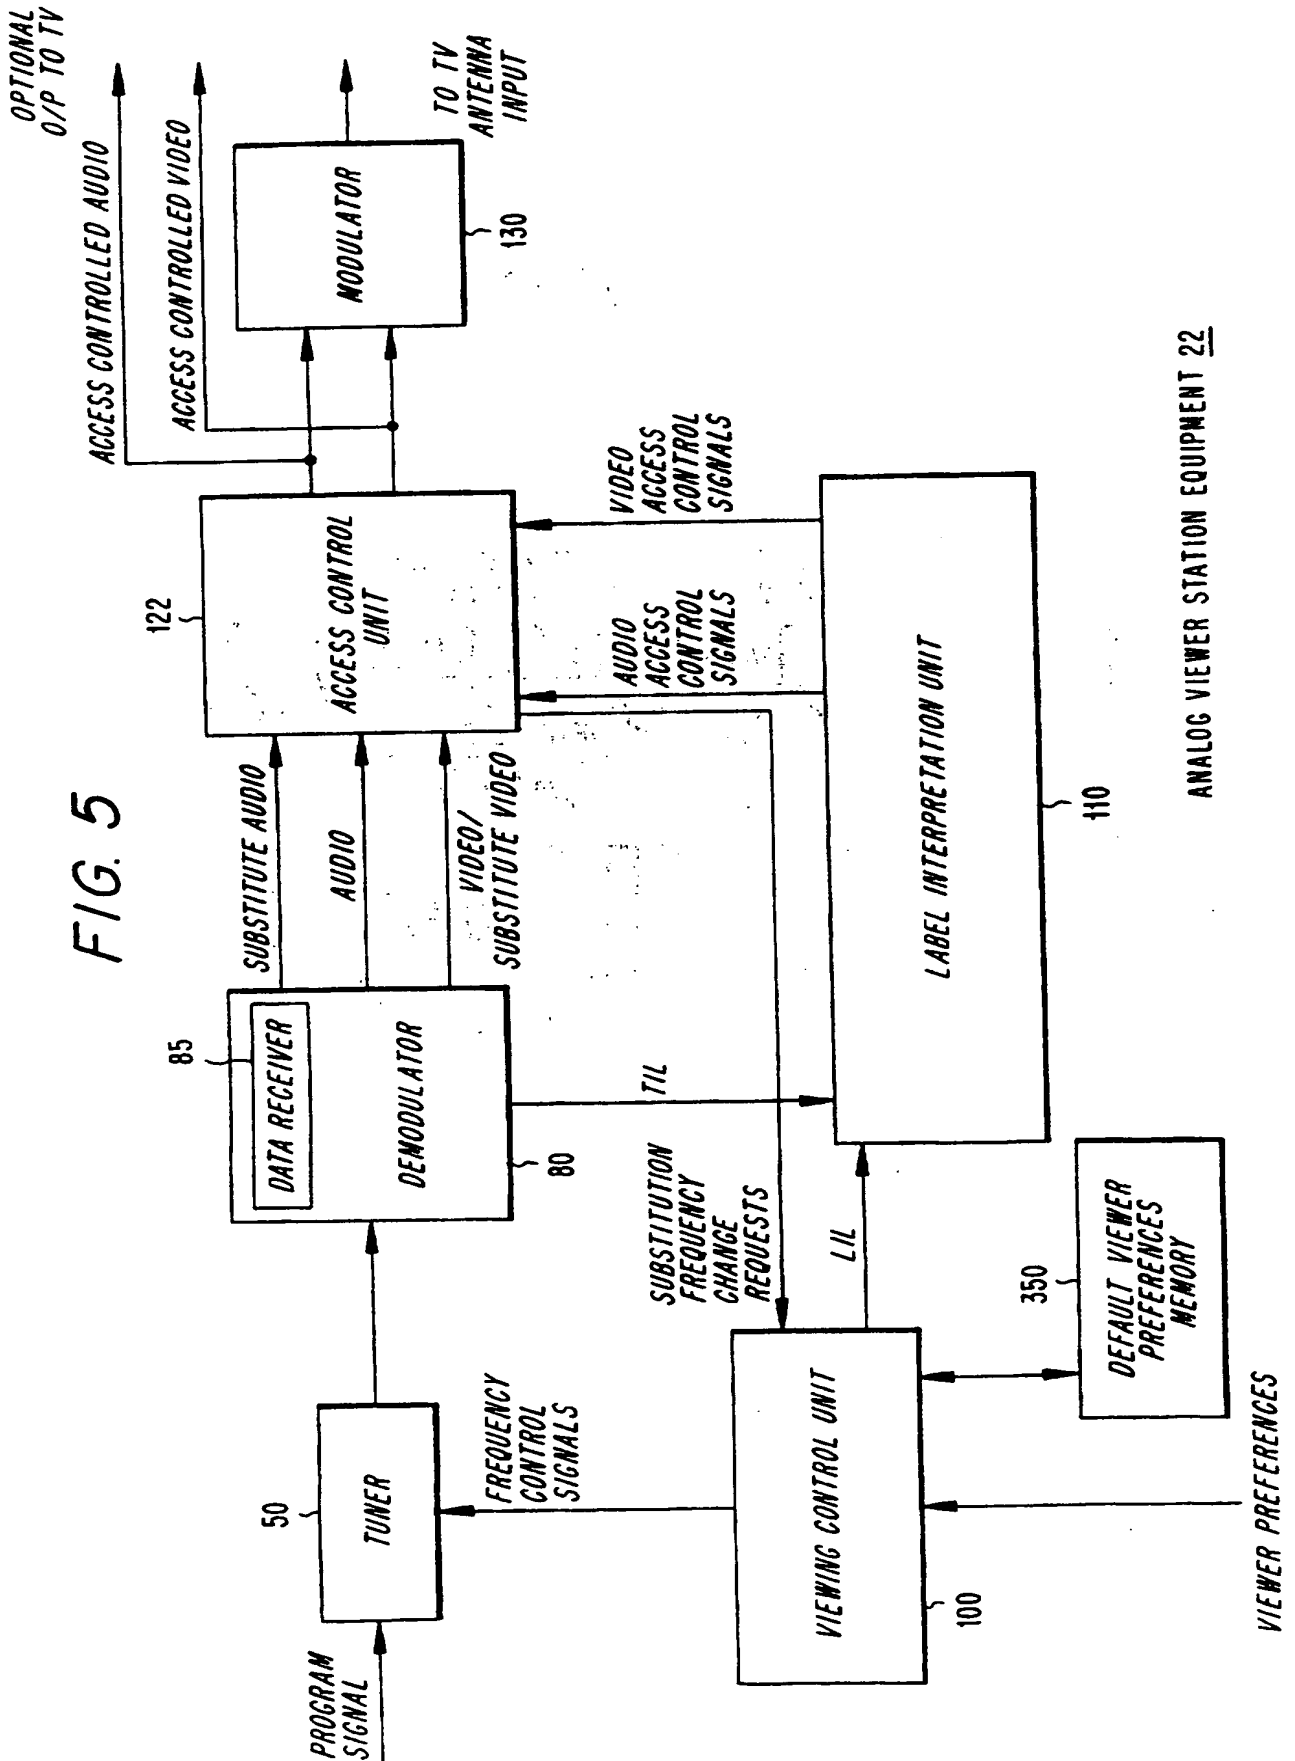 FIG. 5
OPTIONAL
O/P TO TV
ACCESS CONTROLLED AUDIO
ACCESS CONTROLLED VIDEO
TO TV
ANTENNA
INPUT
MODULATOR
130
122
ACCESS CONTROL
UNIT
SUBSTITUTE AUDIO
AUDIO
VIDEO/
SUBSTITUTE VIDEO
85
DATA RECEIVER
DEMODULATOR
80
50
TUNER
PROGRAM
SIGNAL
FREQUENCY
CONTROL
SIGNALS
TIL
SUBSTITUTION
FREQUENCY
CHANGE
REQUESTS
AUDIO
ACCESS
CONTROL
SIGNALS
VIDEO
ACCESS
CONTROL
SIGNALS
LIL
VIEWING CONTROL UNIT
100
LABEL INTERPRETATION UNIT
110
350
DEFAULT VIEWER
PREFERENCES
MEMORY
VIEWER PREFERENCES
ANALOG VIEWER STATION EQUIPMENT 22